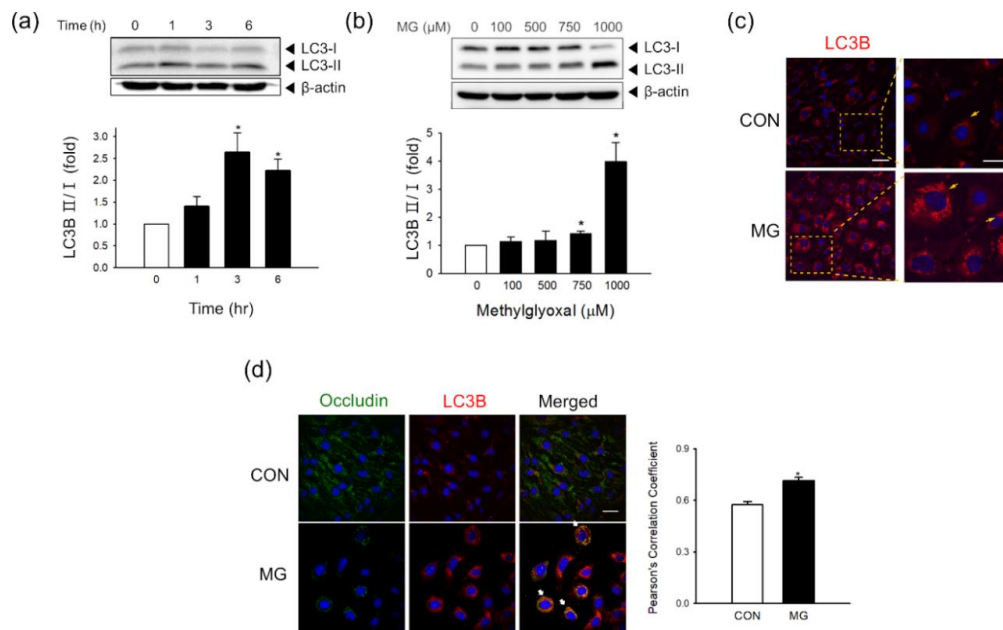 (a)
Time (h) 0 1 3 6
◄ LC3-I
◄ LC3-II
◄ β-actin
LC3B II/ I (fold)
3.0
2.5
2.0
1.5
1.0
0.5
0.0
*
*
0 1 3 6
Time (hr)
(b)
MG (μM) 0 100 500 750 1000
◄ LC3-I
◄ LC3-II
◄ β-actin
LC3B II/ I (fold)
5
4
3
2
1
0
*
*
0 100 500 750 1000
Methylglyoxal (μM)
(c)
LC3B
CON
MG
(d)
Occludin LC3B Merged
CON
MG
Pearson's Correlation Coefficient
0.9
0.6
0.3
0.0
*
CON MG